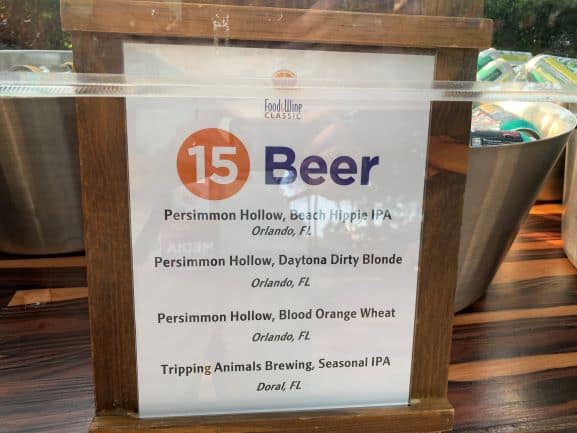 Food & Wine
CLASSIC
15 Beer
Persimmon Hollow, Beach Hippie IPA
Orlando, FL
Persimmon Hollow, Daytona Dirty Blonde
Orlando, FL
Persimmon Hollow, Blood Orange Wheat
Orlando, FL
Tripping Animals Brewing, Seasonal IPA
Doral, FL